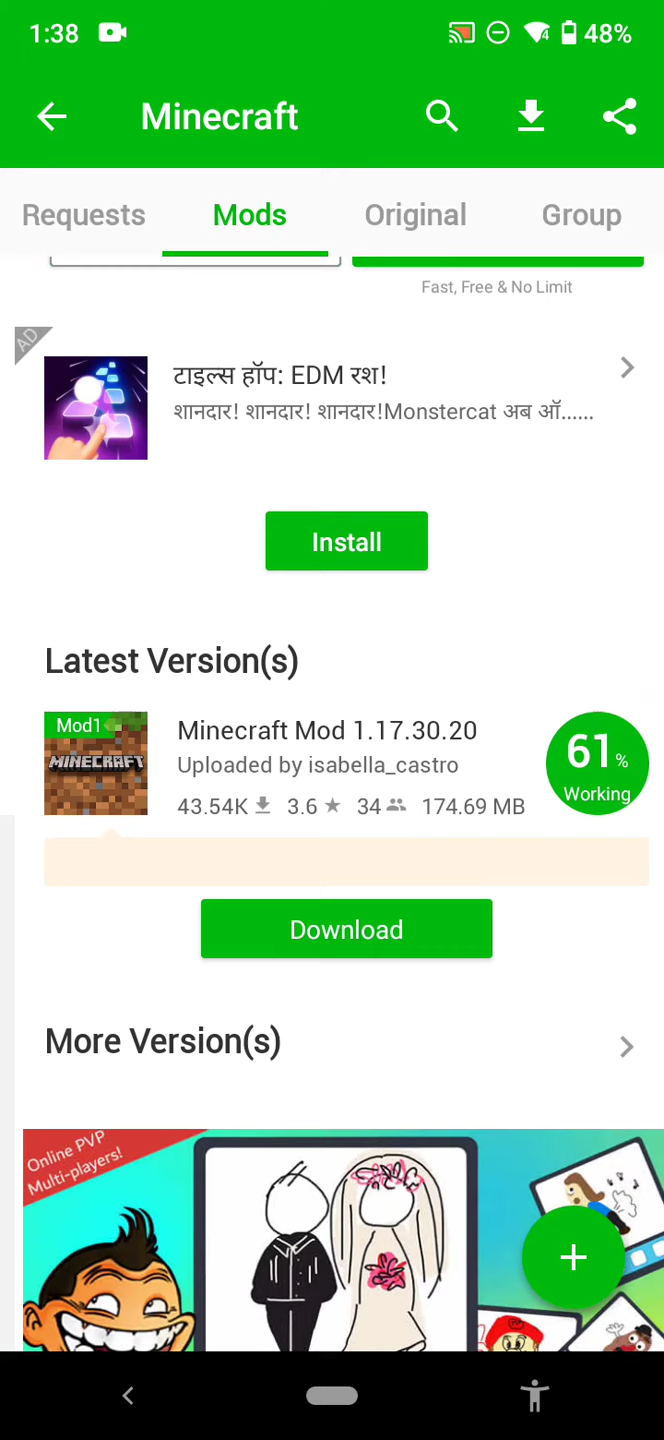 1:38
4
48%
Minecraft
Requests
Mods
Original
Group
Fast, Free & No Limit
AD
टाइल्स हॉप: EDM रश!
शानदार! शानदार! शानदार!Monstercat अब ऑ......
Install
Latest Version(s)
Mod1
MINECRAFT
Minecraft Mod 1.17.30.20
Uploaded by isabella_castro
43.54K 3.6 34 174.69 MB
61%
Working
Download
More Version(s)
Online PVP
Multi-players!